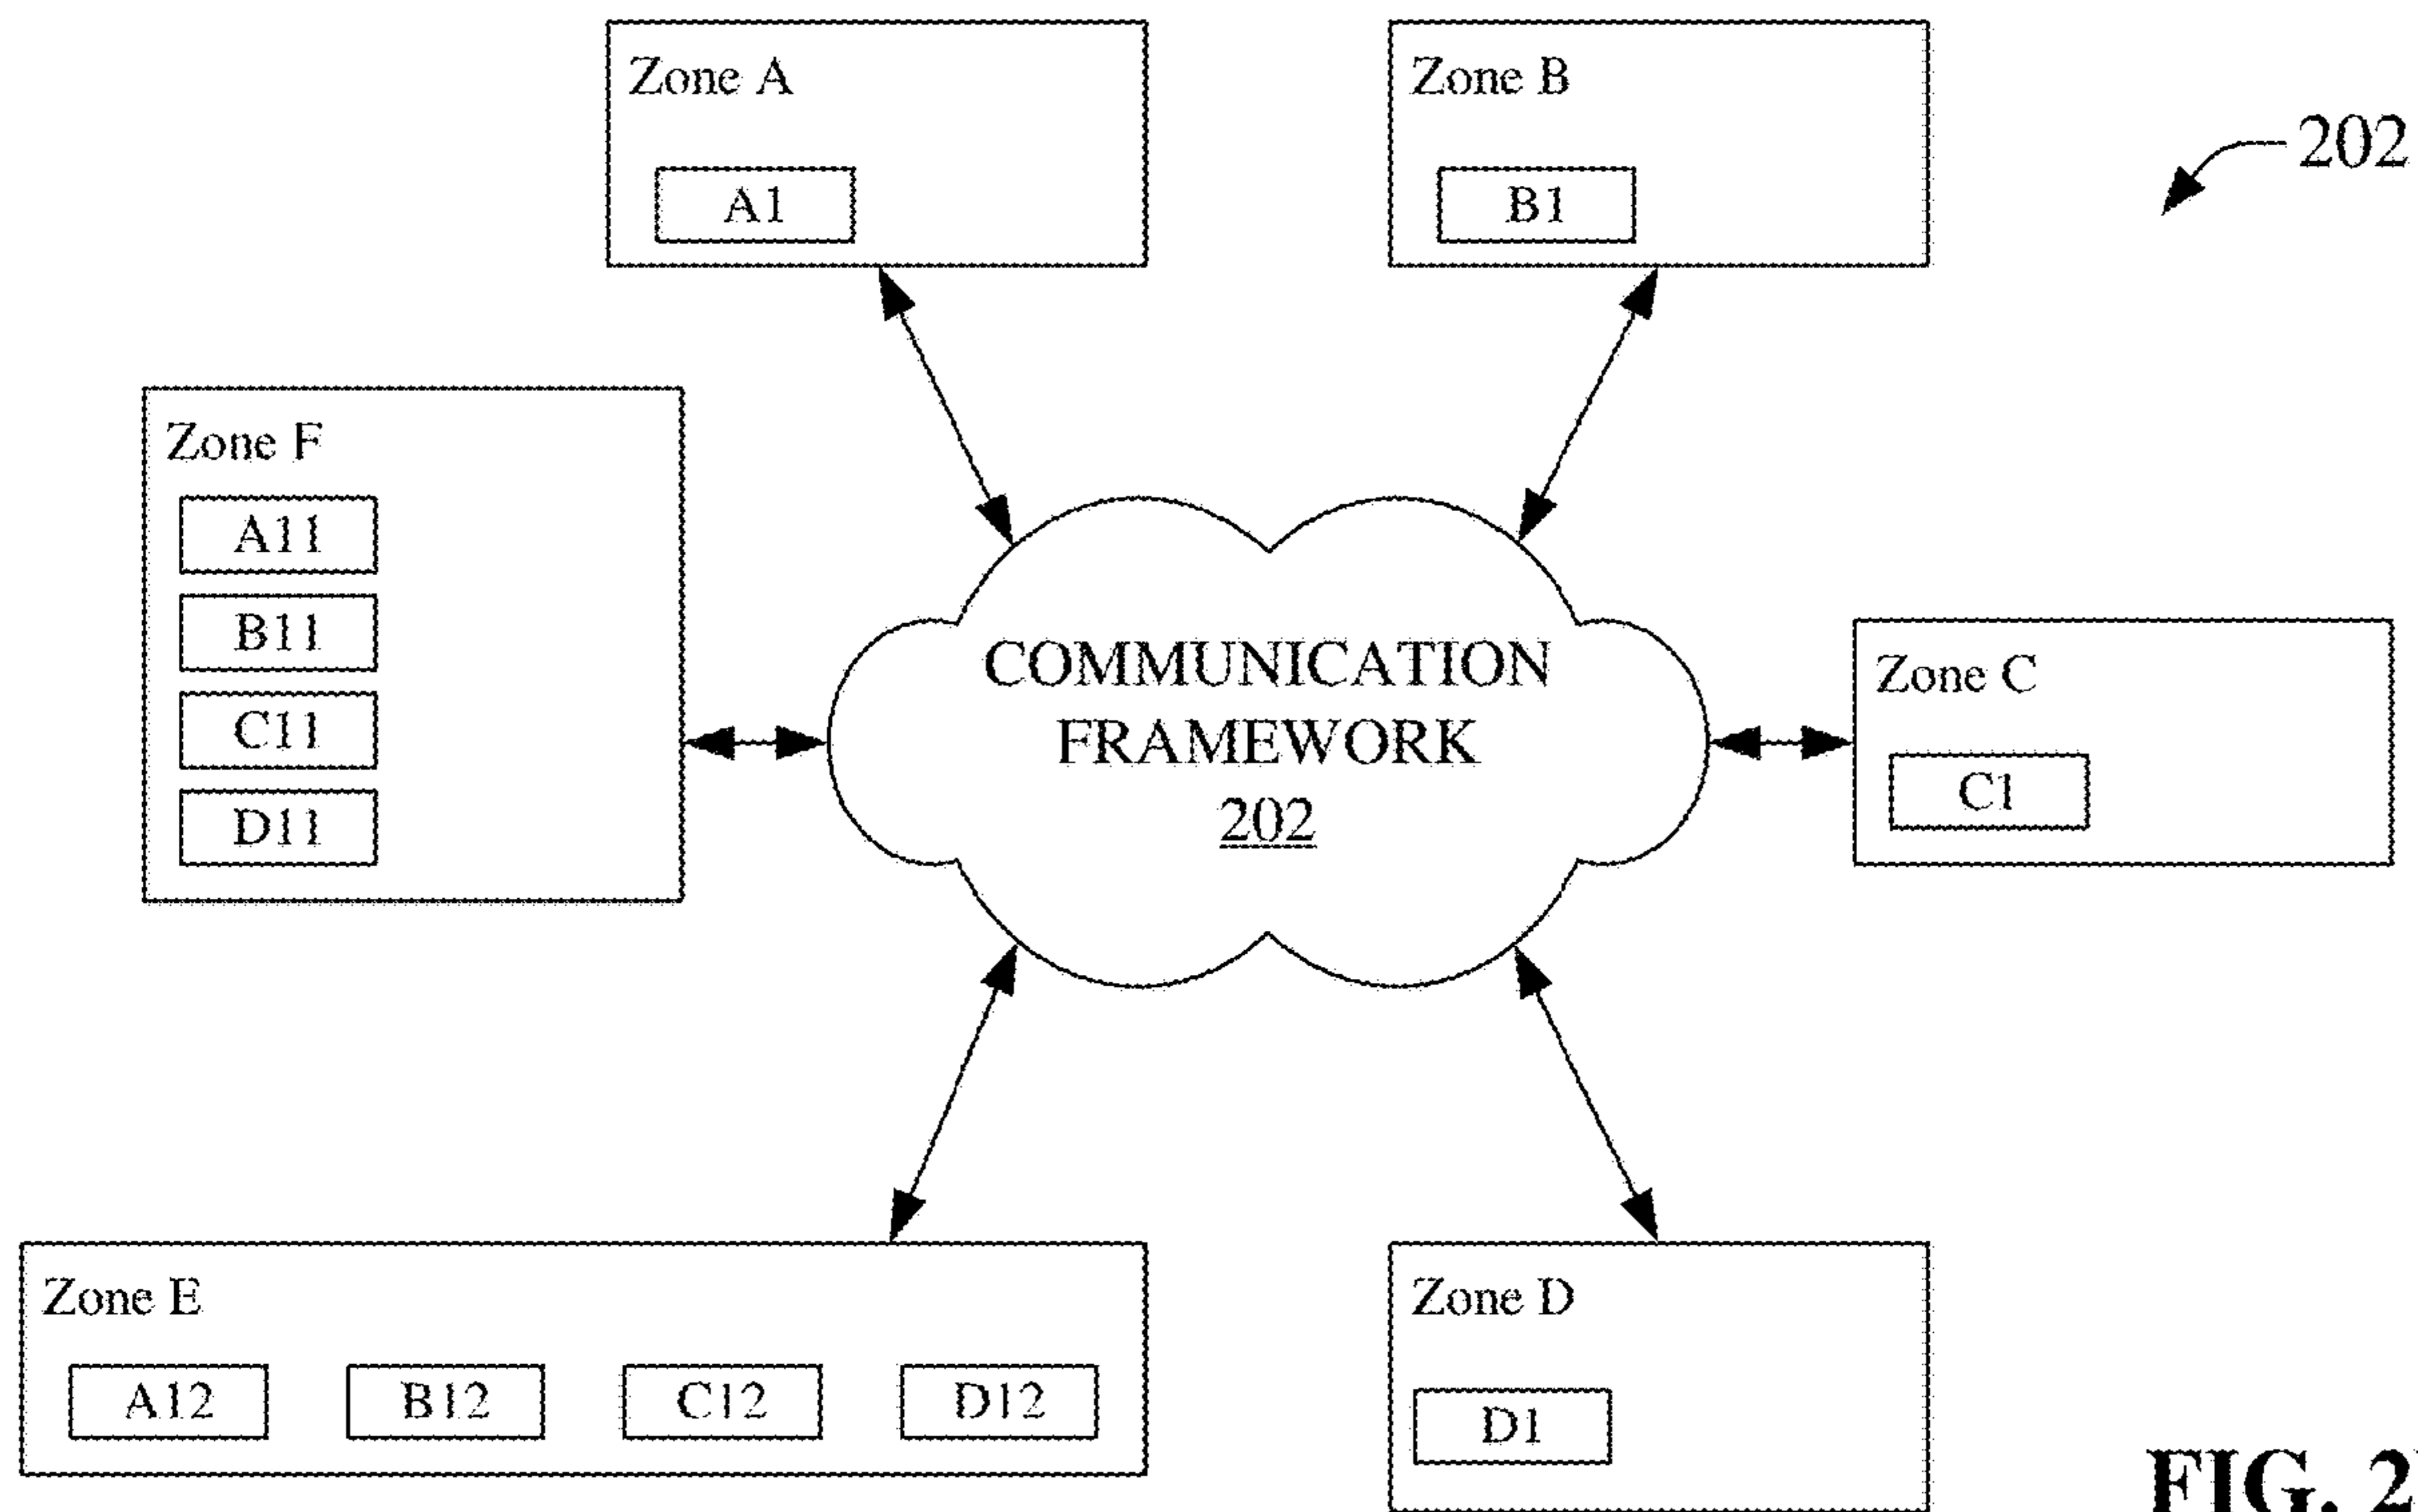 Zone A
A1
Zone B
B1
202
Zone F
A11
B11
C11
D11
COMMUNICATION
FRAMEWORK
202
Zone C
C1
Zone E
A12
B12
C12
D12
Zone D
D1
FIG. 2